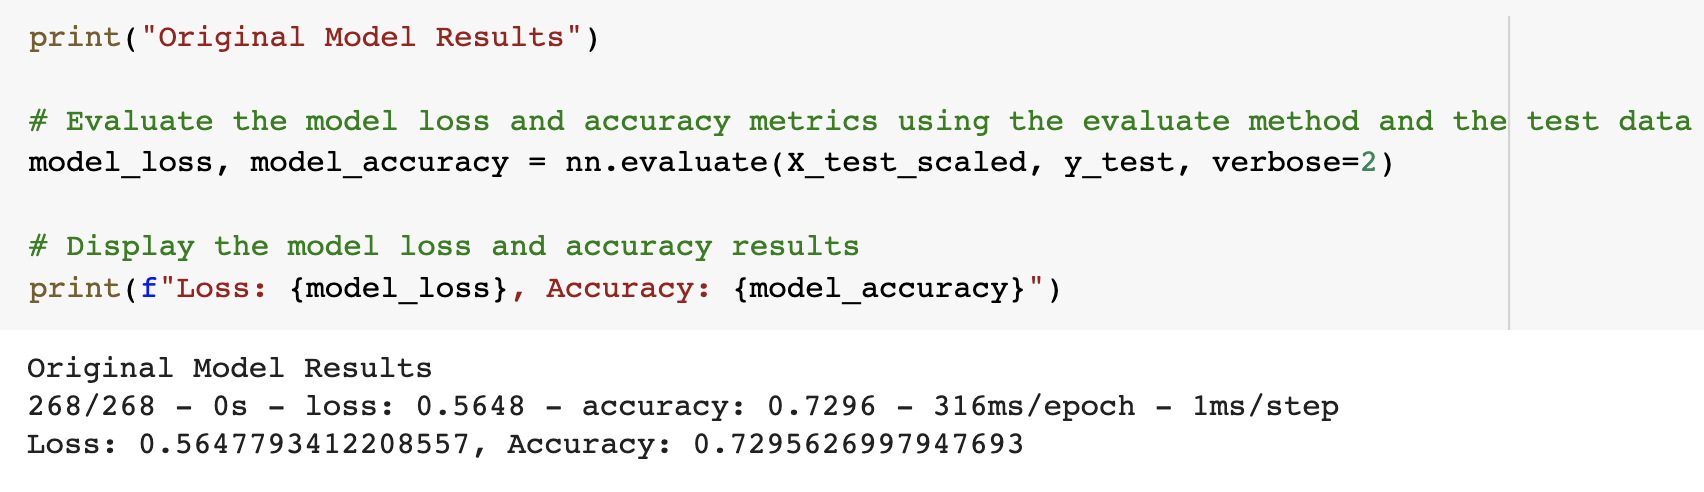 print("Original Model Results")
# Evaluate the model loss and accuracy metrics using the evaluate method and the test data
model_loss, model_accuracy = nn.evaluate(X_test_scaled, y_test, verbose=2)
# Display the model loss and accuracy results
print(f"Loss: {model_loss}, Accuracy: {model_accuracy}")
Original Model Results
268/268 - 0s - loss: 0.5648 - accuracy: 0.7296 - 316ms/epoch - 1ms/step
Loss: 0.5647793412208557, Accuracy: 0.7295626997947693